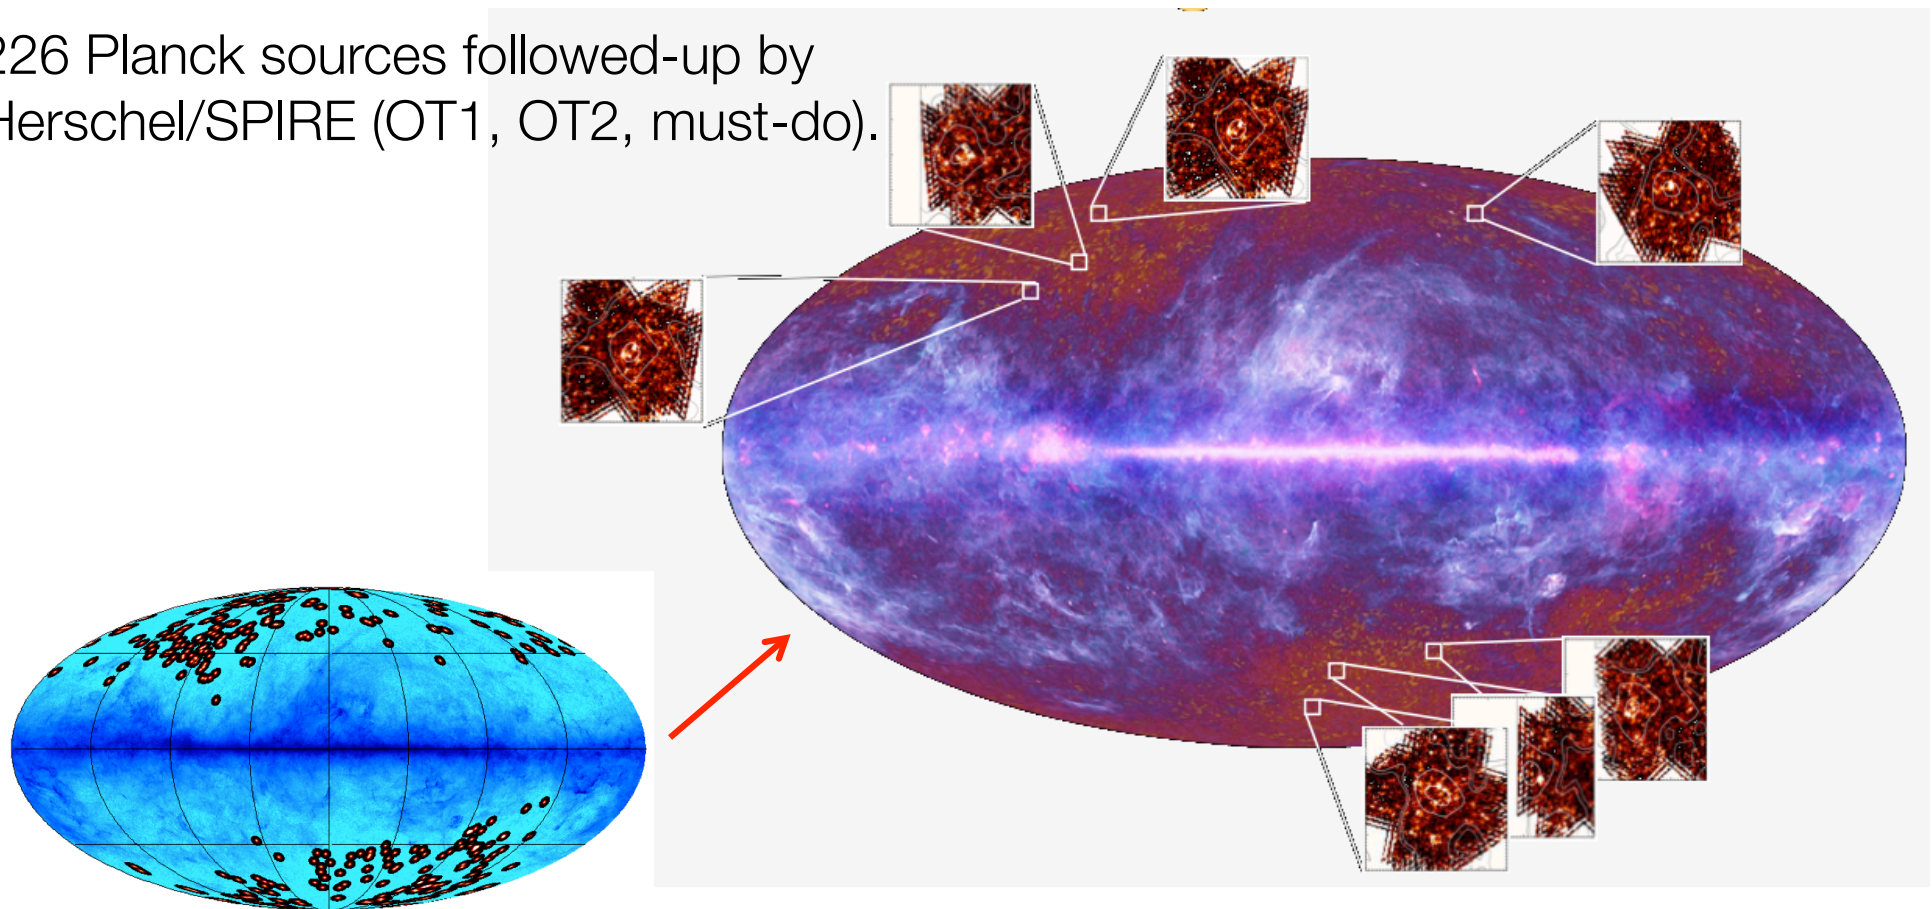 226 Planck sources followed-up by
Herschel/SPIRE (OT1, OT2, must-do).